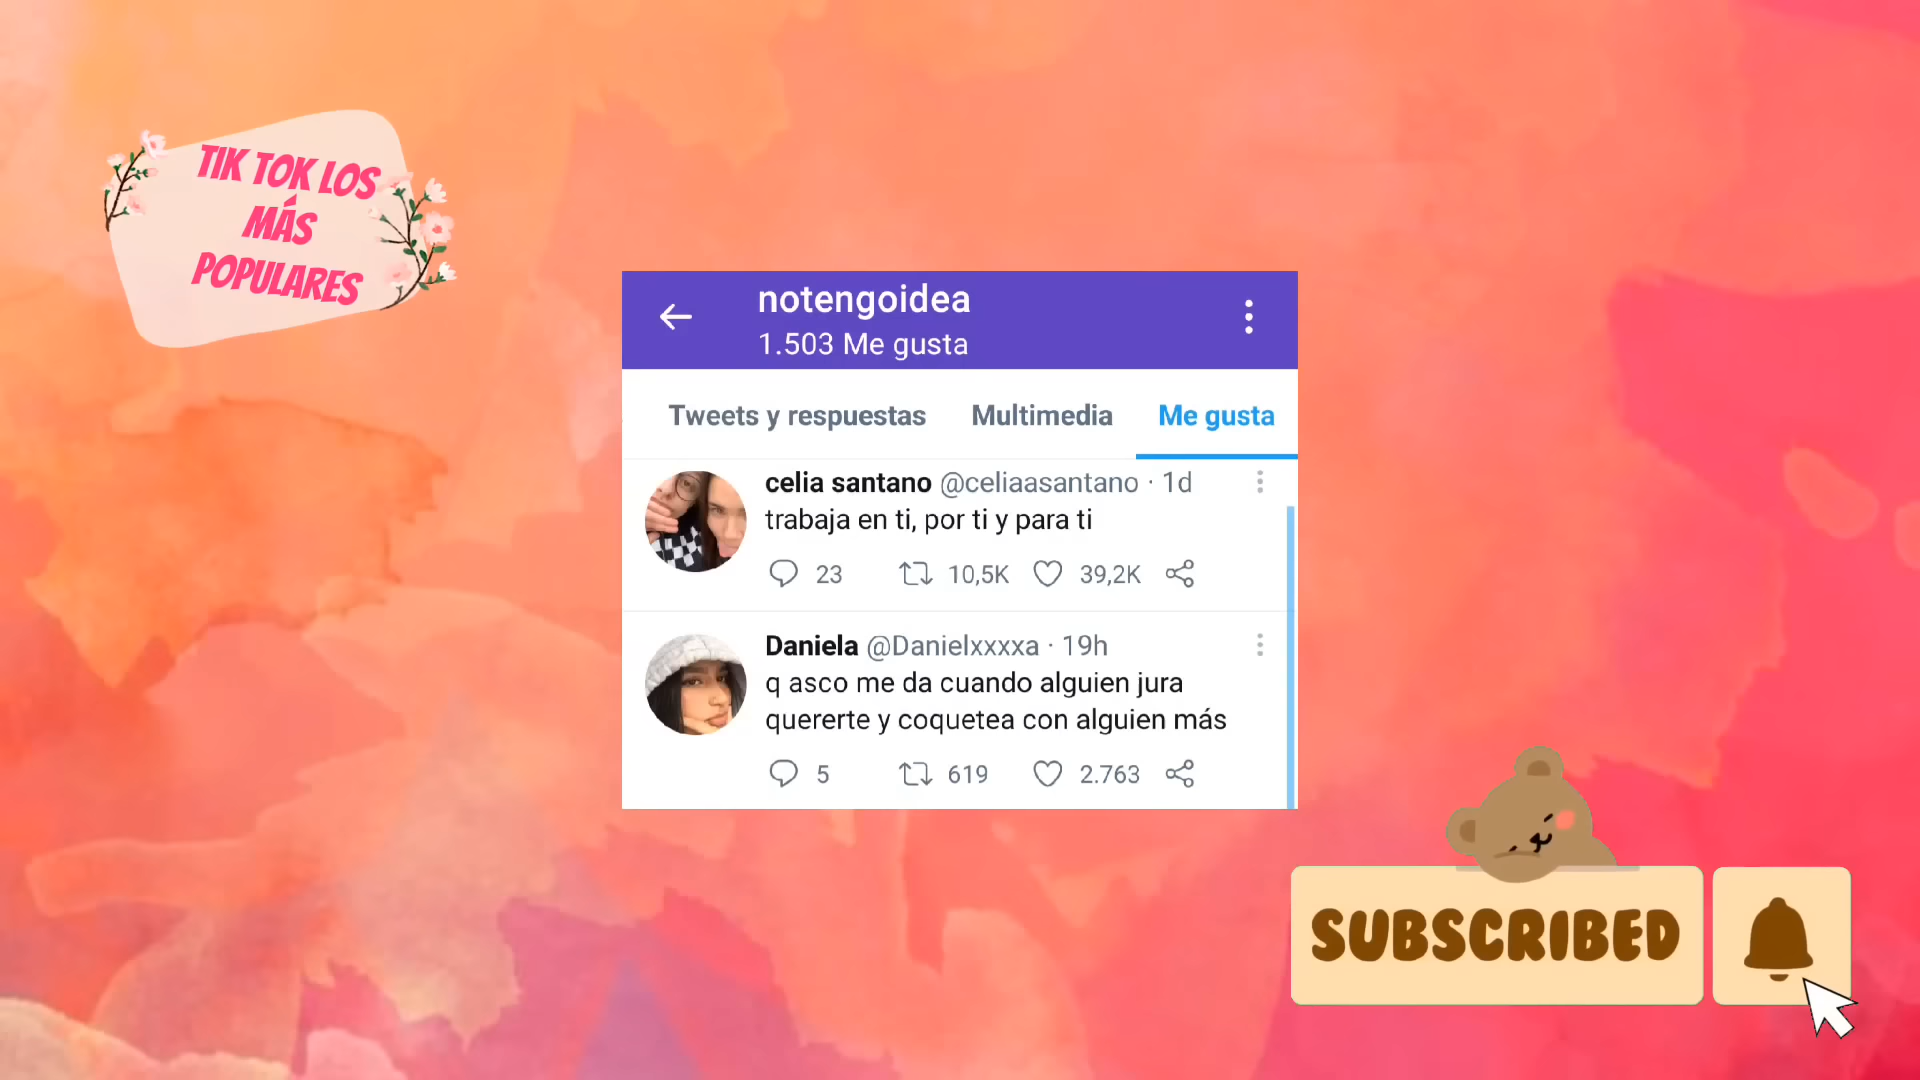 TIK TOK LOS
MÁS
POPULARES
notengoidea
1.503 Me gusta
Tweets y respuestas Multimedia Me gusta
celia santano @celiaasantano · 1d
trabaja en ti, por ti y para ti
23 10,5K 39,2K
Daniela @Danielxxxxa · 19h
q asco me da cuando alguien jura
quererte y coquetea con alguien más
5 619 2.763
SUBSCRIBED